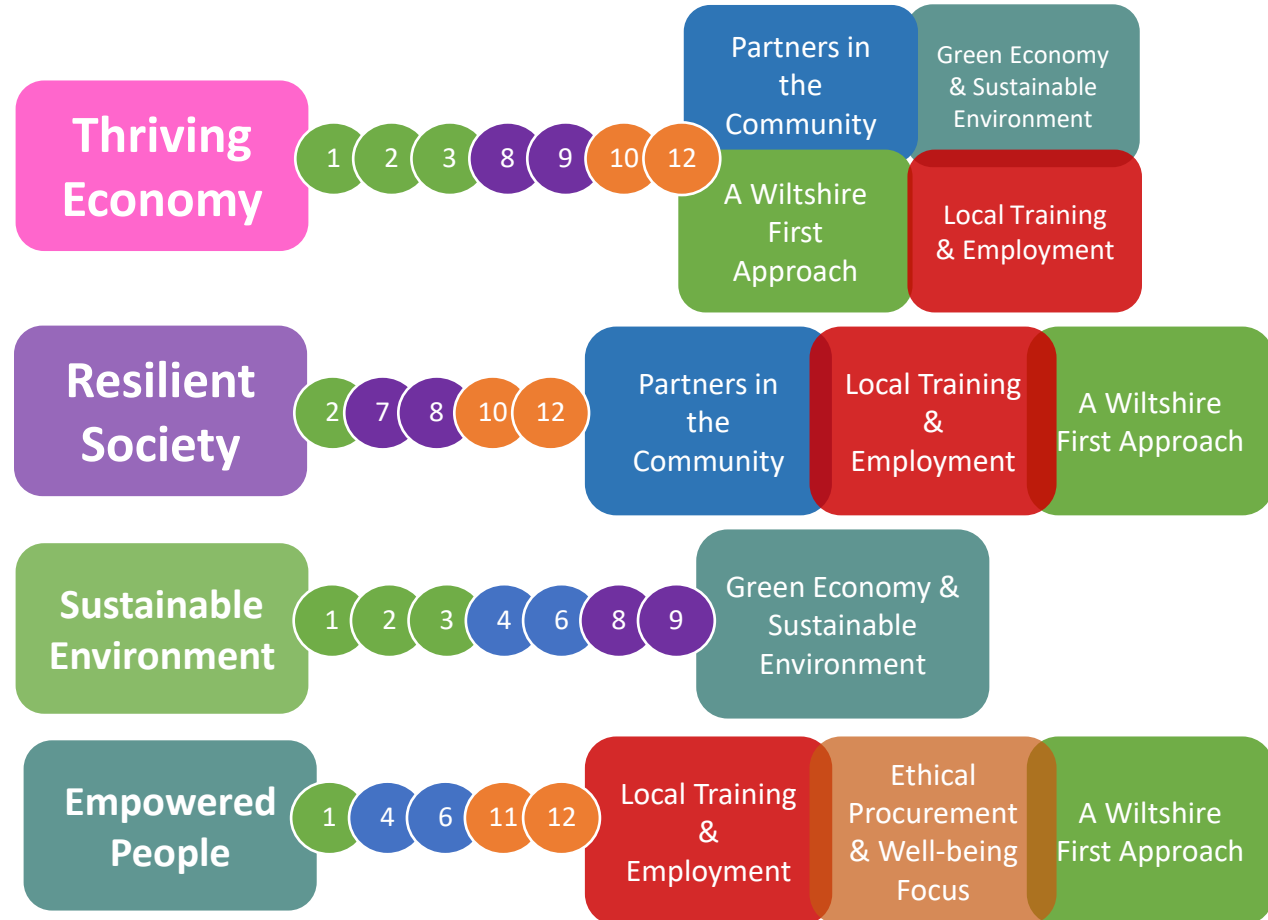 Thriving
Economy
1 2 3 8 9 10 12
Partners in
the
Community
Green Economy
& Sustainable
Environment
A Wiltshire
First
Approach
Local Training
& Employment
Resilient
Society
2 7 8 10 12
Partners in
the
Community
Local Training
&
Employment
A Wiltshire
First Approach
Sustainable
Environment
1 2 3 4 6 8 9
Green Economy &
Sustainable
Environment
Empowered
People
1 4 6 11 12
Local Training
&
Employment
Ethical
Procurement
& Well-being
Focus
A Wiltshire
First Approach